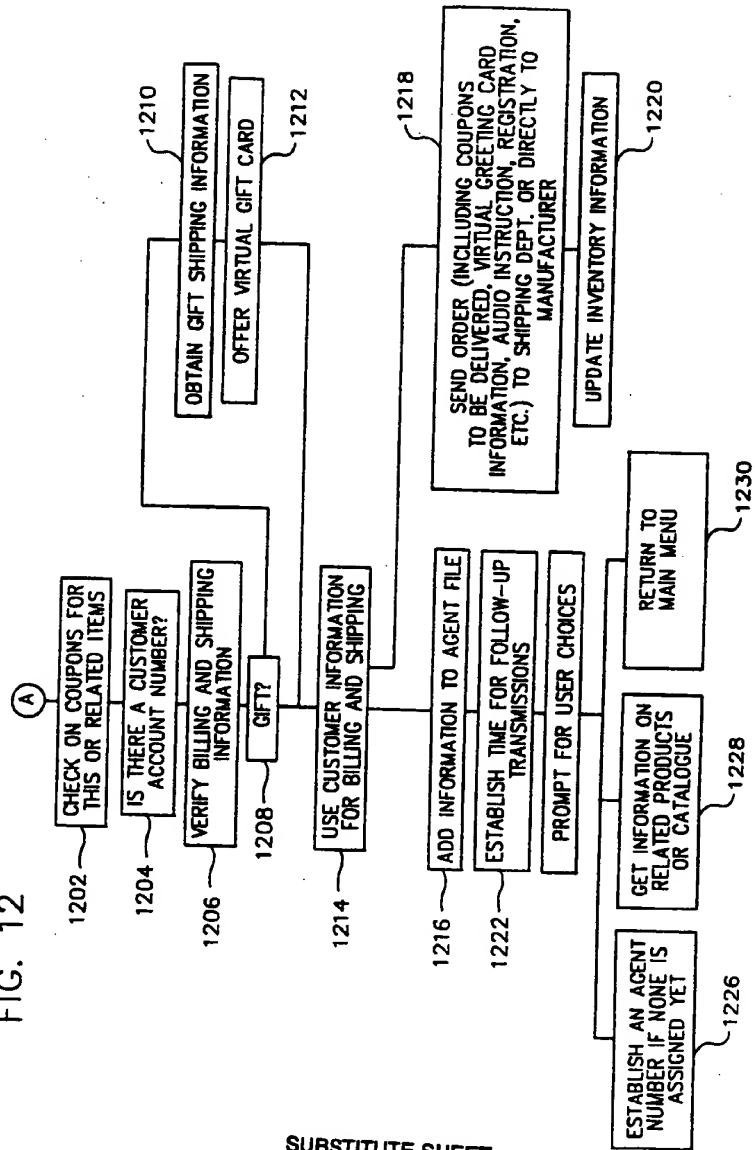 FIG. 12
A
1202
CHECK ON COUPONS FOR
THIS OR RELATED ITEMS
1204
IS THERE A CUSTOMER
ACCOUNT NUMBER?
1206
VERIFY BILLING AND SHIPPING
INFORMATION
1208
GIFT?
1210
OBTAIN GIFT SHIPPING INFORMATION
1212
OFFER VIRTUAL GIFT CARD
1214
USE CUSTOMER INFORMATION
FOR BILLING AND SHIPPING
1218
SEND ORDER (INCLUDING COUPONS
TO BE DELIVERED, VIRTUAL GREETING CARD
INFORMATION, AUDIO INSTRUCTION, REGISTRATION,
ETC.) TO SHIPPING DEPT. OR DIRECTLY TO
MANUFACTURER
1220
UPDATE INVENTORY INFORMATION
1216
ADD INFORMATION TO AGENT FILE
1222
ESTABLISH TIME FOR FOLLOW-UP
TRANSMISSIONS
PROMPT FOR USER CHOICES
ESTABLISH AN AGENT
NUMBER IF NONE IS
ASSIGNED YET
1226
GET INFORMATION ON
RELATED PRODUCTS
OR CATALOGUE
1228
RETURN TO
MAIN MENU
1230
SUBSTITUTE SHEET